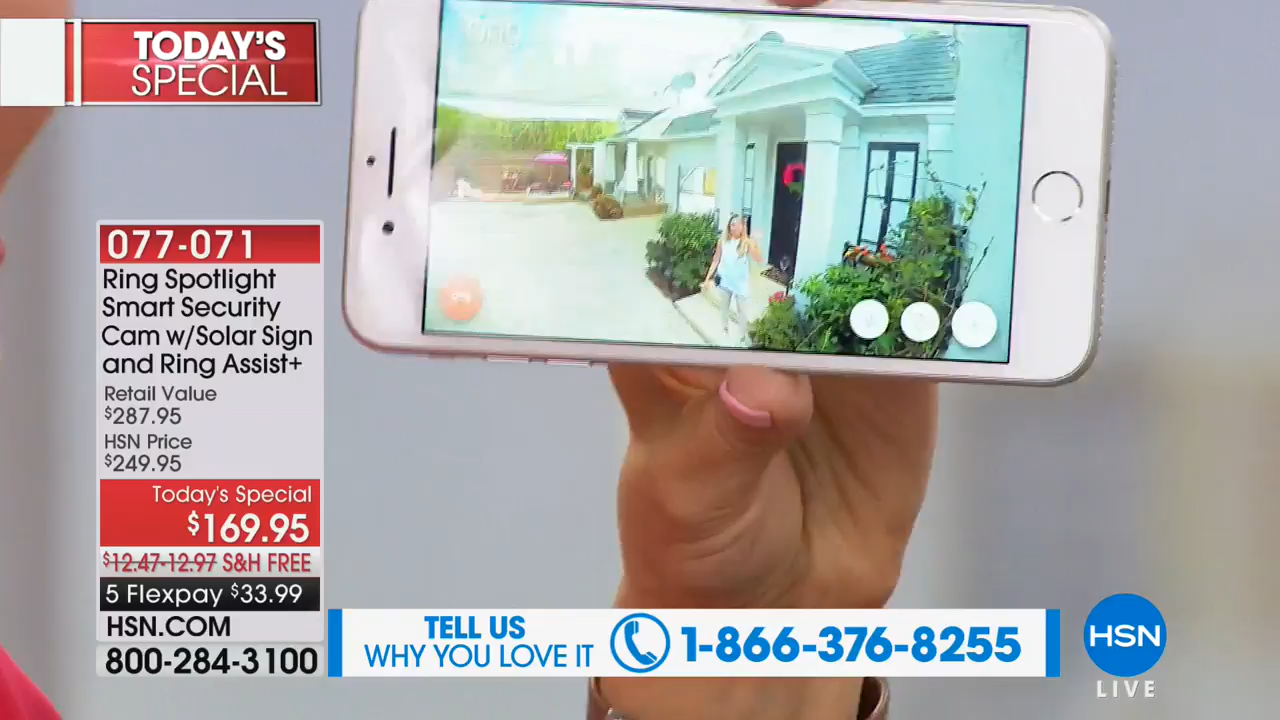 TODAY'S
SPECIAL
ring
077-071
Ring Spotlight
Smart Security
Cam w/Solar Sign
and Ring Assist+
Retail Value
$287.95
HSN Price
$249.95
Today's Special
$169.95
$12.47-12.97 S&H FREE
5 Flexpay $33.99
HSN.COM
800-284-3100
TELL US
WHY YOU LOVE IT
1-866-376-8255
HSN
LIVE